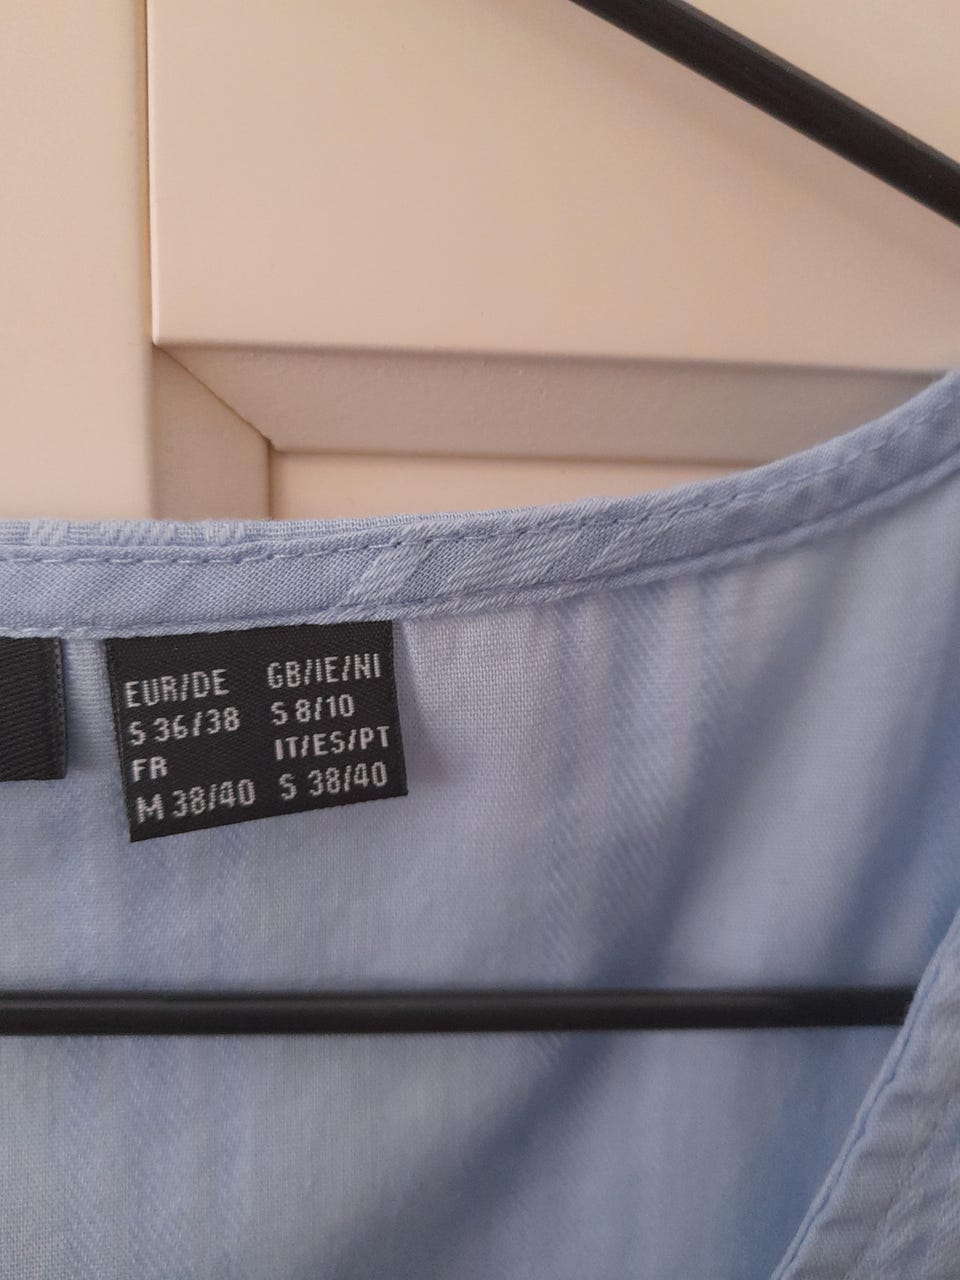 EUR/DE GB/IE/NI
S 36/38 S 8/10
FR IT/ES/PT
M 38/40 S 38/40